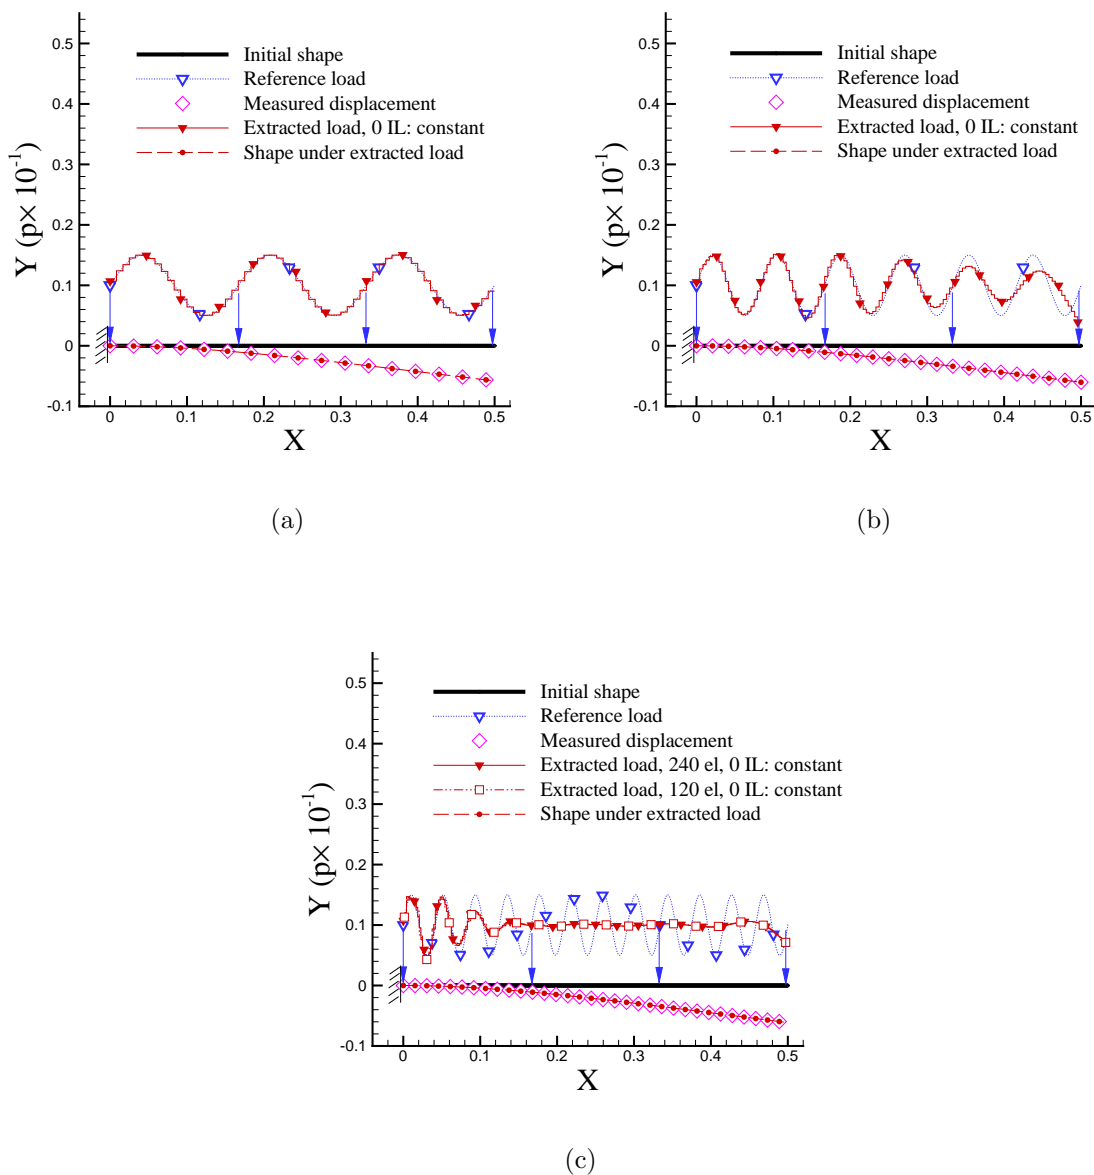 Initial shape
Reference load
Measured displacement
Extracted load, 0 IL: constant
Shape under extracted load
Y (p× 10⁻¹)
0.5
0.4
0.3
0.2
0.1
0
-0.1
0 0.1 0.2 0.3 0.4 0.5
X
(a)
Initial shape
Reference load
Measured displacement
Extracted load, 0 IL: constant
Shape under extracted load
Y (p× 10⁻¹)
0.5
0.4
0.3
0.2
0.1
0
-0.1
0 0.1 0.2 0.3 0.4 0.5
X
(b)
Initial shape
Reference load
Measured displacement
Extracted load, 240 el, 0 IL: constant
Extracted load, 120 el, 0 IL: constant
Shape under extracted load
Y (p× 10⁻¹)
0.5
0.4
0.3
0.2
0.1
0
-0.1
0 0.1 0.2 0.3 0.4 0.5
X
(c)